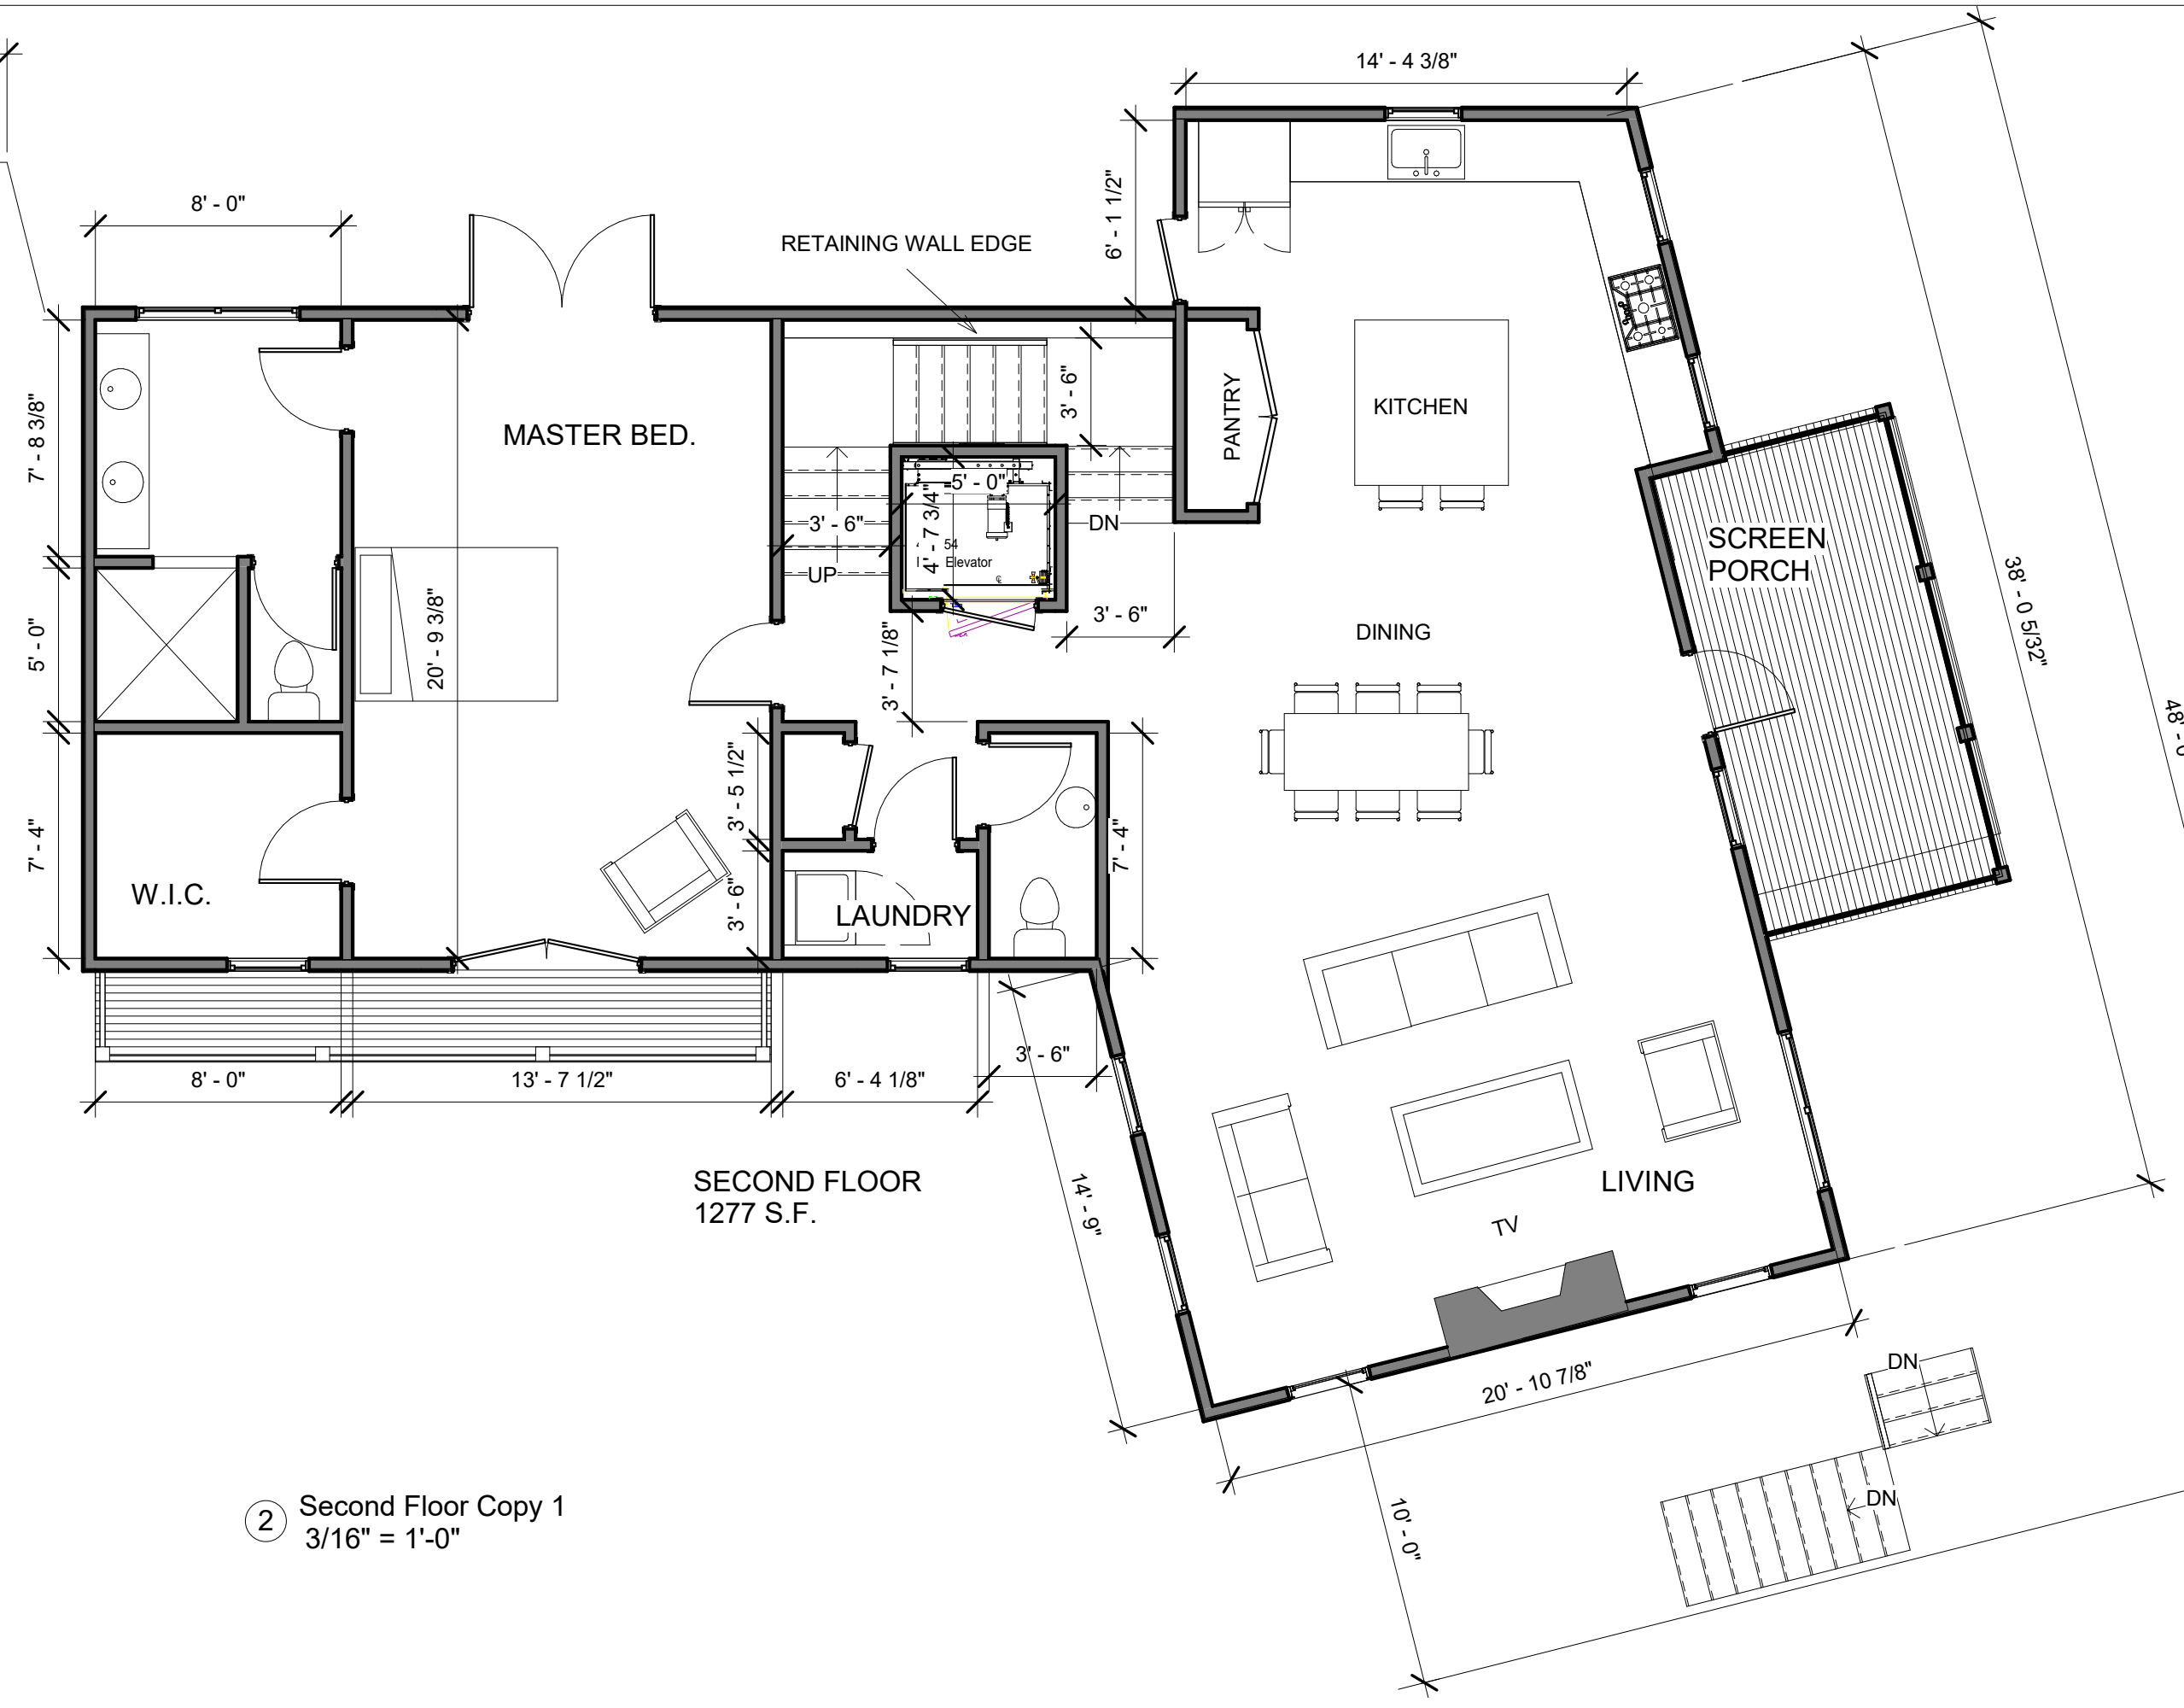 14' - 4 3/8"
8' - 0"
RETAINING WALL EDGE
6' - 1 1/2"
7' - 8 3/8"
MASTER BED.
3' - 6"
PANTRY
KITCHEN
5' - 0"
4' - 7 3/4"
3' - 6"
DN
54
Elevator
UP
SCREEN
PORCH
38' - 0 5/32"
5' - 0"
20' - 9 3/8"
3' - 6"
3' - 7 1/8"
DINING
48' - 0
3' - 5 1/2"
7' - 4"
7' - 4"
W.I.C.
3' - 6"
LAUNDRY
3' - 6"
8' - 0"
13' - 7 1/2"
6' - 4 1/8"
SECOND FLOOR
1277 S.F.
14' - 9"
LIVING
TV
20' - 10 7/8"
DN
DN
10' - 0"
2
Second Floor Copy 1
3/16" = 1'-0"